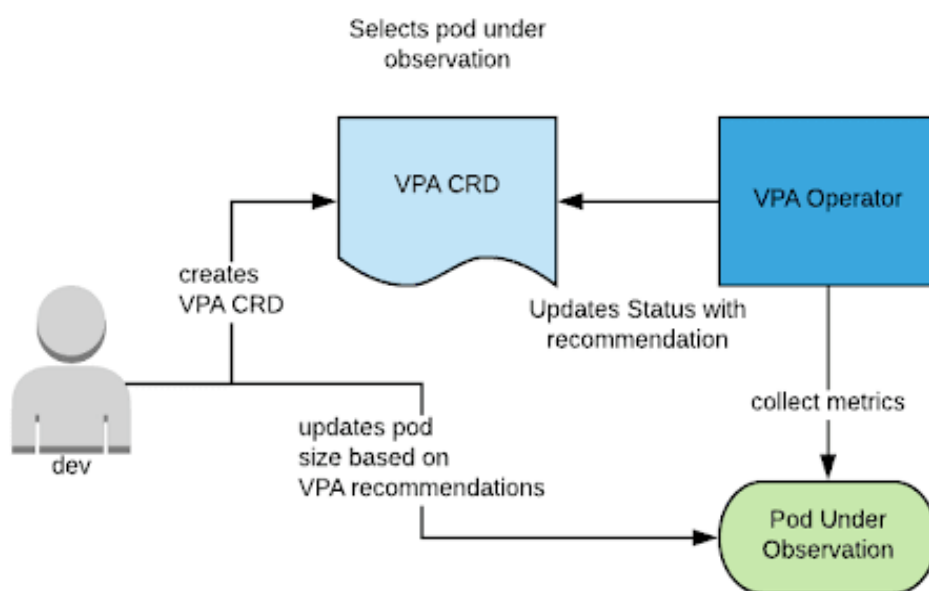 Selects pod under
observation
VPA CRD
VPA Operator
creates
VPA CRD
Updates Status with
recommendation
collect metrics
dev
updates pod
size based on
VPA recommendations
Pod Under
Observation